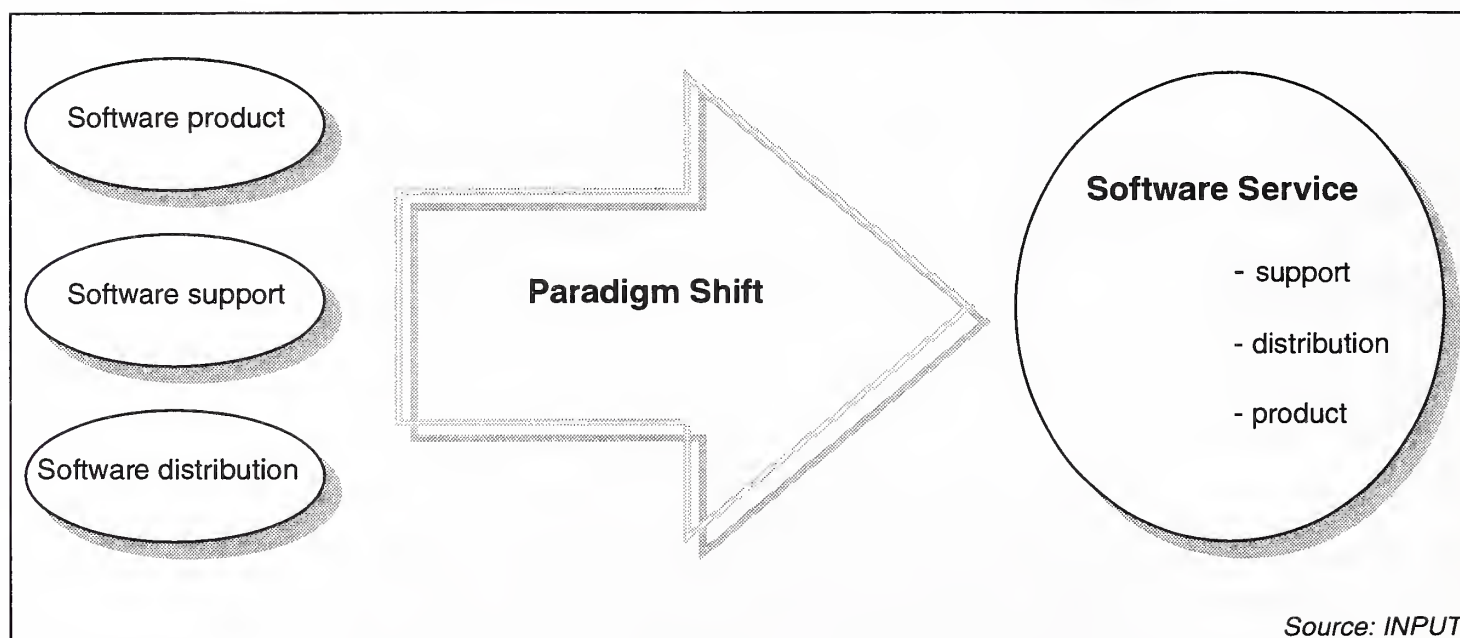 Software product
Software support
Software distribution
Paradigm Shift
Software Service
- support
- distribution
- product
Source: INPUT